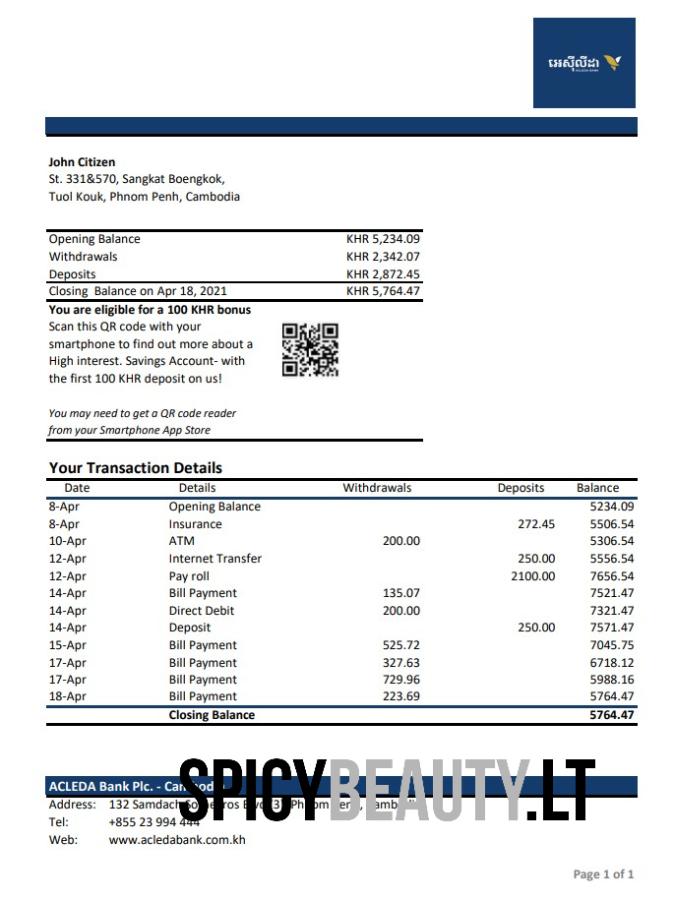 អេស៊ីលីដា
ACLEDA BANK
John Citizen
St. 331&570, Sangkat Boengkok,
Tuol Kouk, Phnom Penh, Cambodia
Opening Balance KHR 5,234.09
Withdrawals KHR 2,342.07
Deposits KHR 2,872.45
Closing Balance on Apr 18, 2021 KHR 5,764.47
You are eligible for a 100 KHR bonus
Scan this QR code with your
smartphone to find out more about a
High interest. Savings Account- with
the first 100 KHR deposit on us!
You may need to get a QR code reader
from your Smartphone App Store
Your Transaction Details
Date Details Withdrawals Deposits Balance
8-Apr Opening Balance 5234.09
8-Apr Insurance 272.45 5506.54
10-Apr ATM 200.00 5306.54
12-Apr Internet Transfer 250.00 5556.54
12-Apr Pay roll 2100.00 7656.54
14-Apr Bill Payment 135.07 7521.47
14-Apr Direct Debit 200.00 7321.47
14-Apr Deposit 250.00 7571.47
15-Apr Bill Payment 525.72 7045.75
17-Apr Bill Payment 327.63 6718.12
17-Apr Bill Payment 729.96 5988.16
18-Apr Bill Payment 223.69 5764.47
Closing Balance 5764.47
SPICYBEAUTY.LT
ACLEDA Bank Plc. - Cambodia
Address: 132 Samdach
Tel: +855 23 994 444
Web: www.acledabank.com.kh
Page 1 of 1